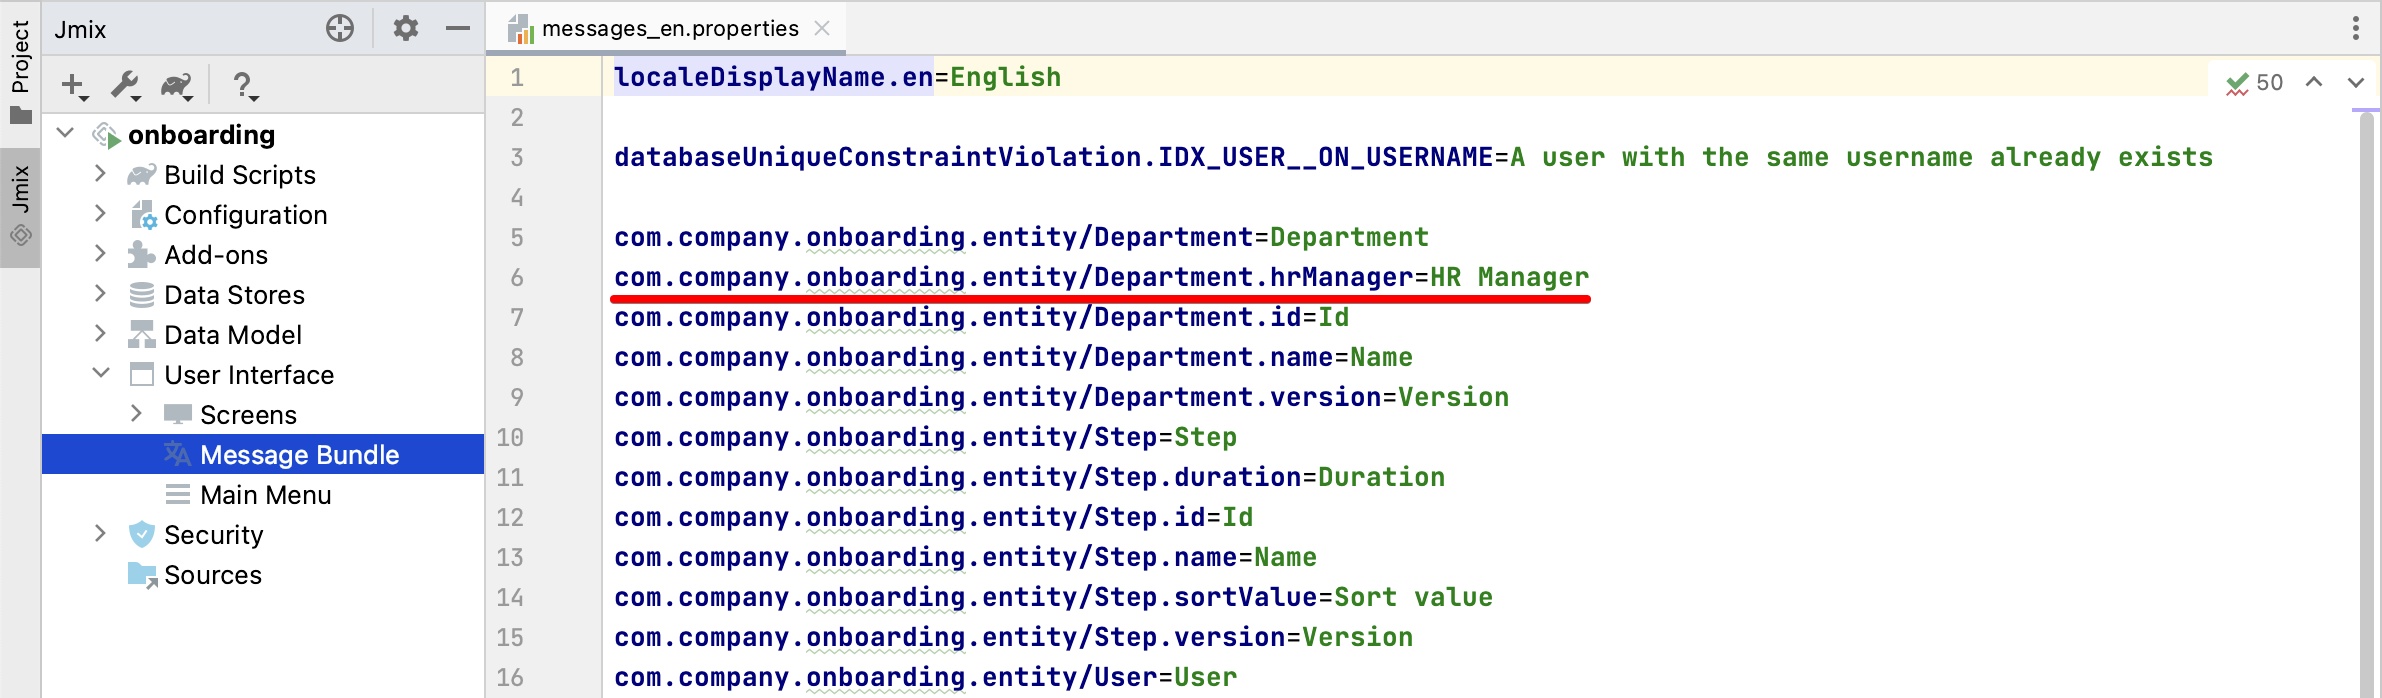 Project
Jmix
Jmix
messages_en.properties
onboarding
Build Scripts
Configuration
Add-ons
Data Stores
Data Model
User Interface
Screens
Message Bundle
Main Menu
Security
Sources
50
1 localeDisplayName.en=English
2
3 databaseUniqueConstraintViolation.IDX_USER__ON_USERNAME=A user with the same username already exists
4
5 com.company.onboarding.entity/Department=Department
6 com.company.onboarding.entity/Department.hrManager=HR Manager
7 com.company.onboarding.entity/Department.id=Id
8 com.company.onboarding.entity/Department.name=Name
9 com.company.onboarding.entity/Department.version=Version
10 com.company.onboarding.entity/Step=Step
11 com.company.onboarding.entity/Step.duration=Duration
12 com.company.onboarding.entity/Step.id=Id
13 com.company.onboarding.entity/Step.name=Name
14 com.company.onboarding.entity/Step.sortValue=Sort value
15 com.company.onboarding.entity/Step.version=Version
16 com.company.onboarding.entity/User=User